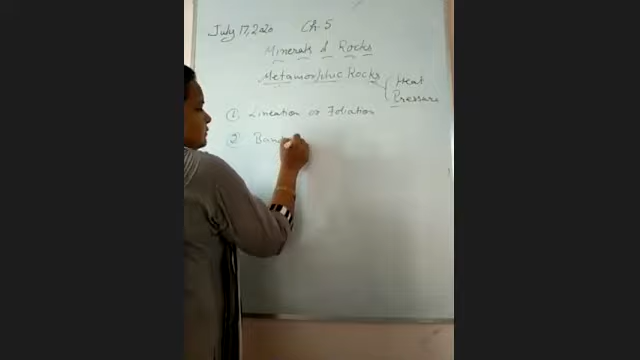 July 17, 2020 Ch. 5
Minerals & Rocks
Metamorphic Rocks
Heat
Pressure
① Lineation or Foliation
② Ban